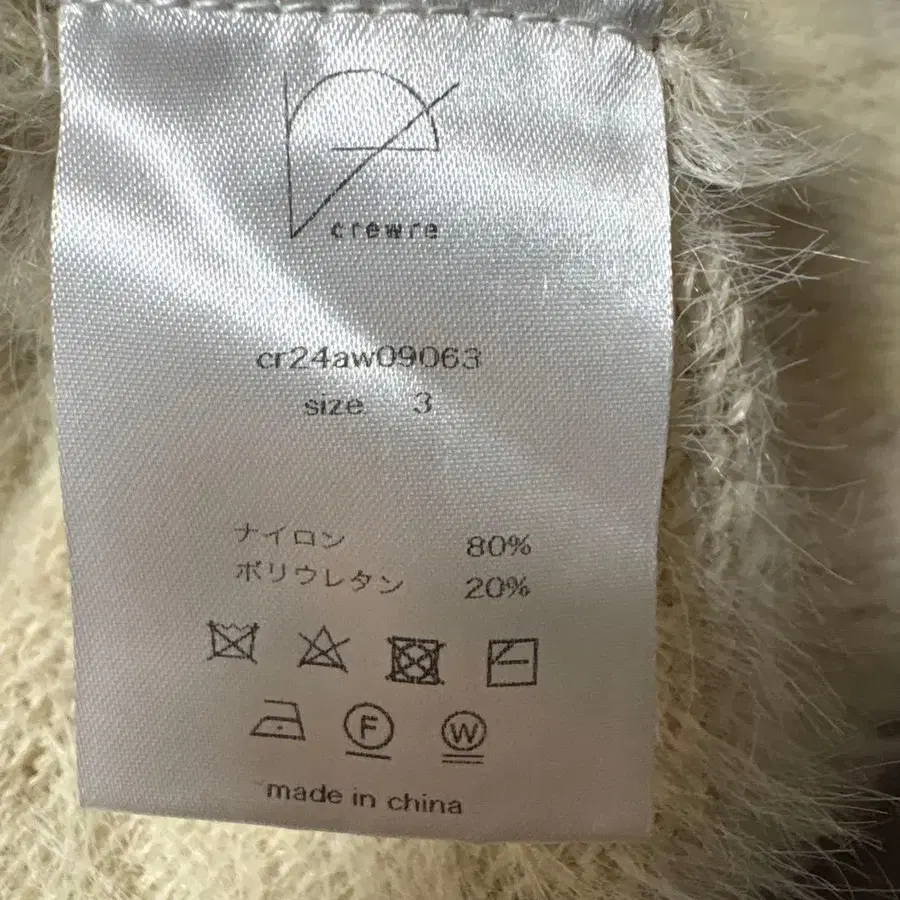 crewre
cr24aw09063
size 3
ナイロン 80%
ポリウレタン 20%
F W
made in china